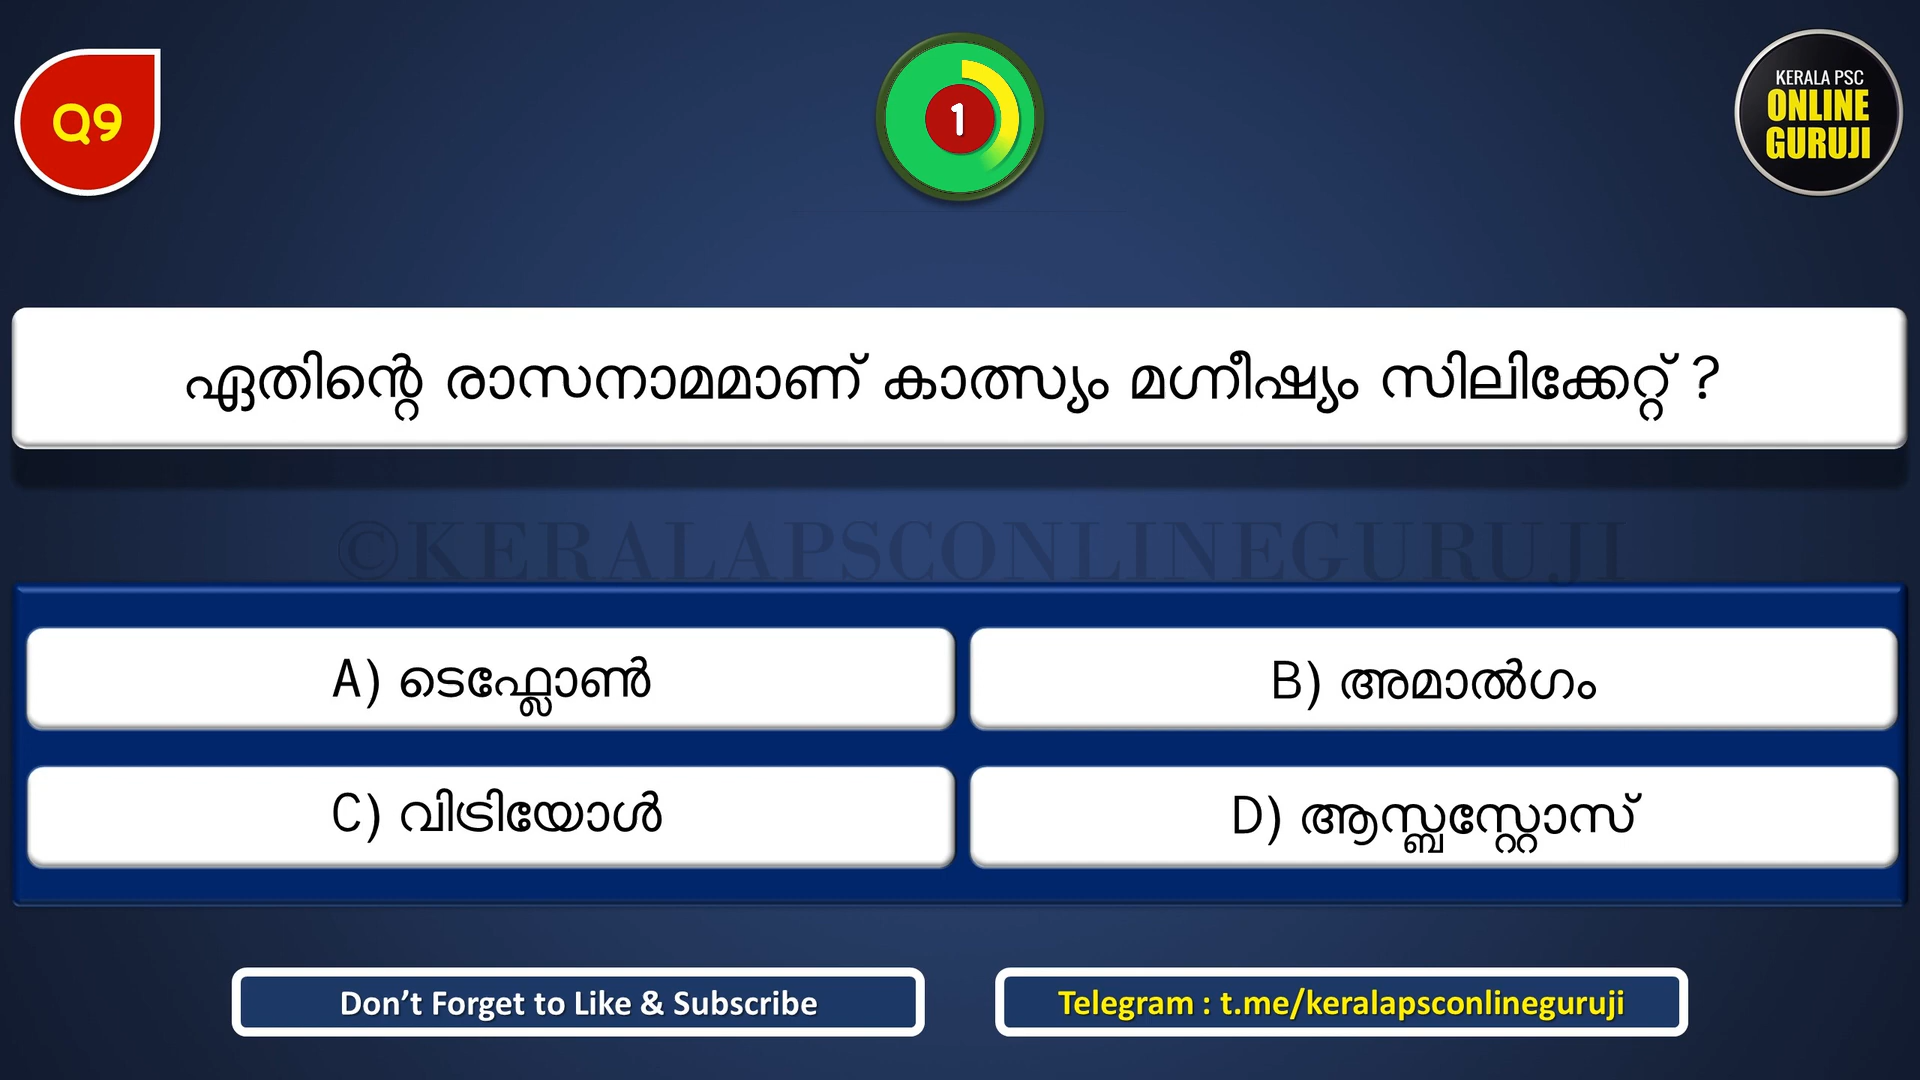 Q9
1
KERALA PSC
ONLINE
GURUJI
ഏതിന്റെ രാസനാമമാണ് കാത്സ്യം മഗ്നീഷ്യം സിലിക്കേറ്റ് ?
©KERALAPSCONLINEGURUJI
A) ടെഫ്ലോൺ
B) അമാൽഗം
C) വിട്രിയോൾ
D) ആസ്ബസ്റ്റോസ്
Don’t Forget to Like & Subscribe
Telegram : t.me/keralapsconlineguruji